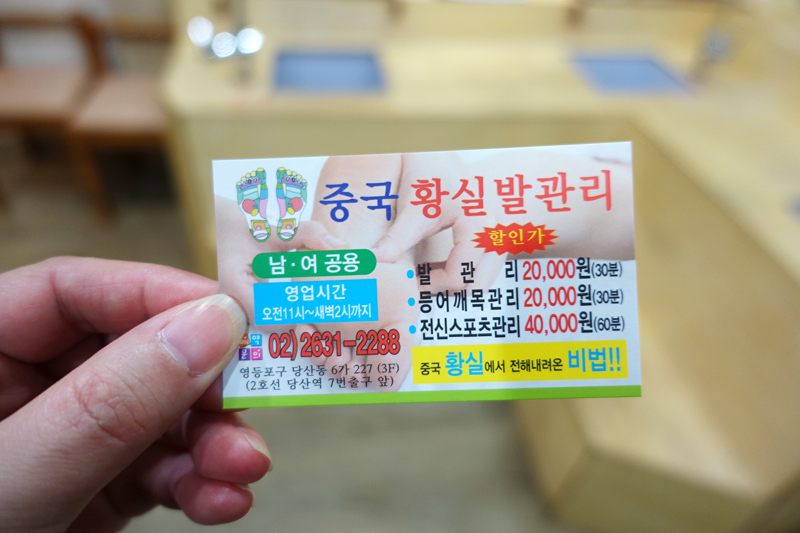 중국 황실발관리
할인가
남·여 공용
영업시간
오전11시~새벽2시까지
02) 2631-2288
영등포구 당산동 6가 227 (3F)
(2호선 당산역 7번출구 앞)
발 관 리 20,000원(30분)
등어깨목관리 20,000원(30분)
전신스포츠관리 40,000원(60분)
중국 황실에서 전해내려온 비법!!